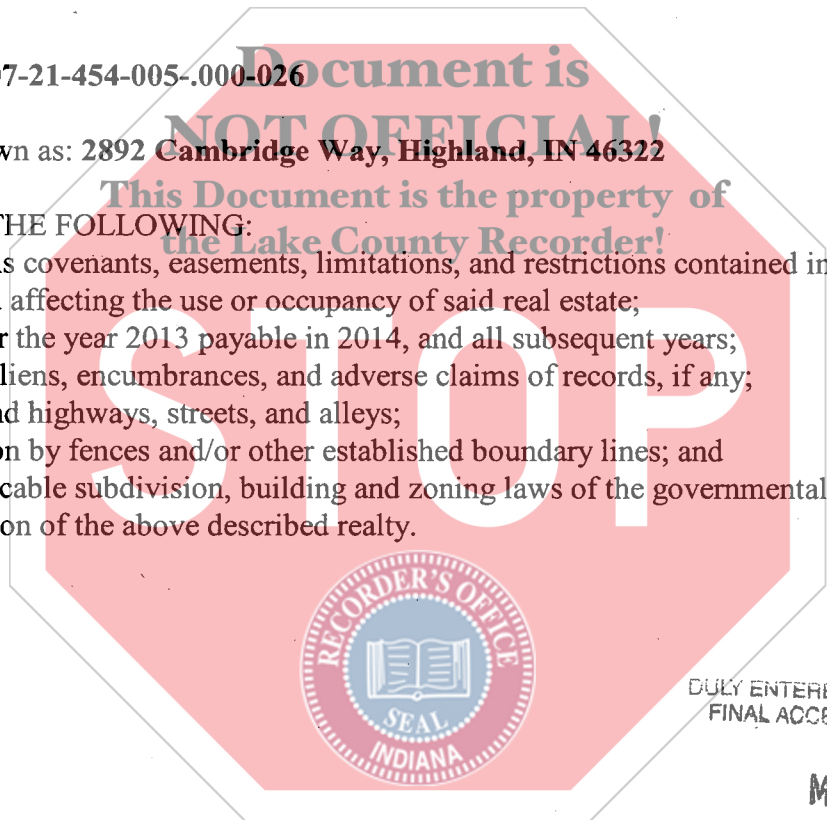 Document is
7-21-454-005-.000-026
NOT OFFICIAL!
wn as: 2892 Cambridge Way, Highland, IN 46322
This Document is the property of
THE FOLLOWING:
the Lake County Recorder!
s covenants, easements, limitations, and restrictions contained in
affecting the use or occupancy of said real estate;
r the year 2013 payable in 2014, and all subsequent years;
liens, encumbrances, and adverse claims of records, if any;
d highways, streets, and alleys;
on by fences and/or other established boundary lines; and
cable subdivision, building and zoning laws of the governmental
on of the above described realty.
STOP
RECORDER'S OFFICE
SEAL
INDIANA
DULY ENTERE
FINAL ACCE
M